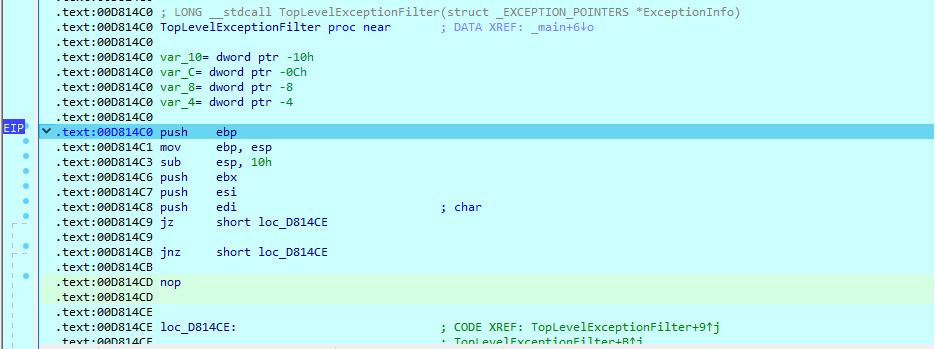 .text:00D814C0 ; LONG __stdcall TopLevelExceptionFilter(struct _EXCEPTION_POINTERS *ExceptionInfo)
.text:00D814C0 TopLevelExceptionFilter proc near ; DATA XREF: _main+6↓o
.text:00D814C0
.text:00D814C0 var_10= dword ptr -10h
.text:00D814C0 var_C= dword ptr -0Ch
.text:00D814C0 var_8= dword ptr -8
.text:00D814C0 var_4= dword ptr -4
.text:00D814C0
EIP .text:00D814C0 push ebp
.text:00D814C1 mov ebp, esp
.text:00D814C3 sub esp, 10h
.text:00D814C6 push ebx
.text:00D814C7 push esi
.text:00D814C8 push edi ; char
.text:00D814C9 jz short loc_D814CE
.text:00D814C9
.text:00D814CB jnz short loc_D814CE
.text:00D814CB
.text:00D814CD nop
.text:00D814CD
.text:00D814CE
.text:00D814CE loc_D814CE: ; CODE XREF: TopLevelExceptionFilter+9↑j
.text:00D814CE ; TopLevelExceptionFilter+B↑j